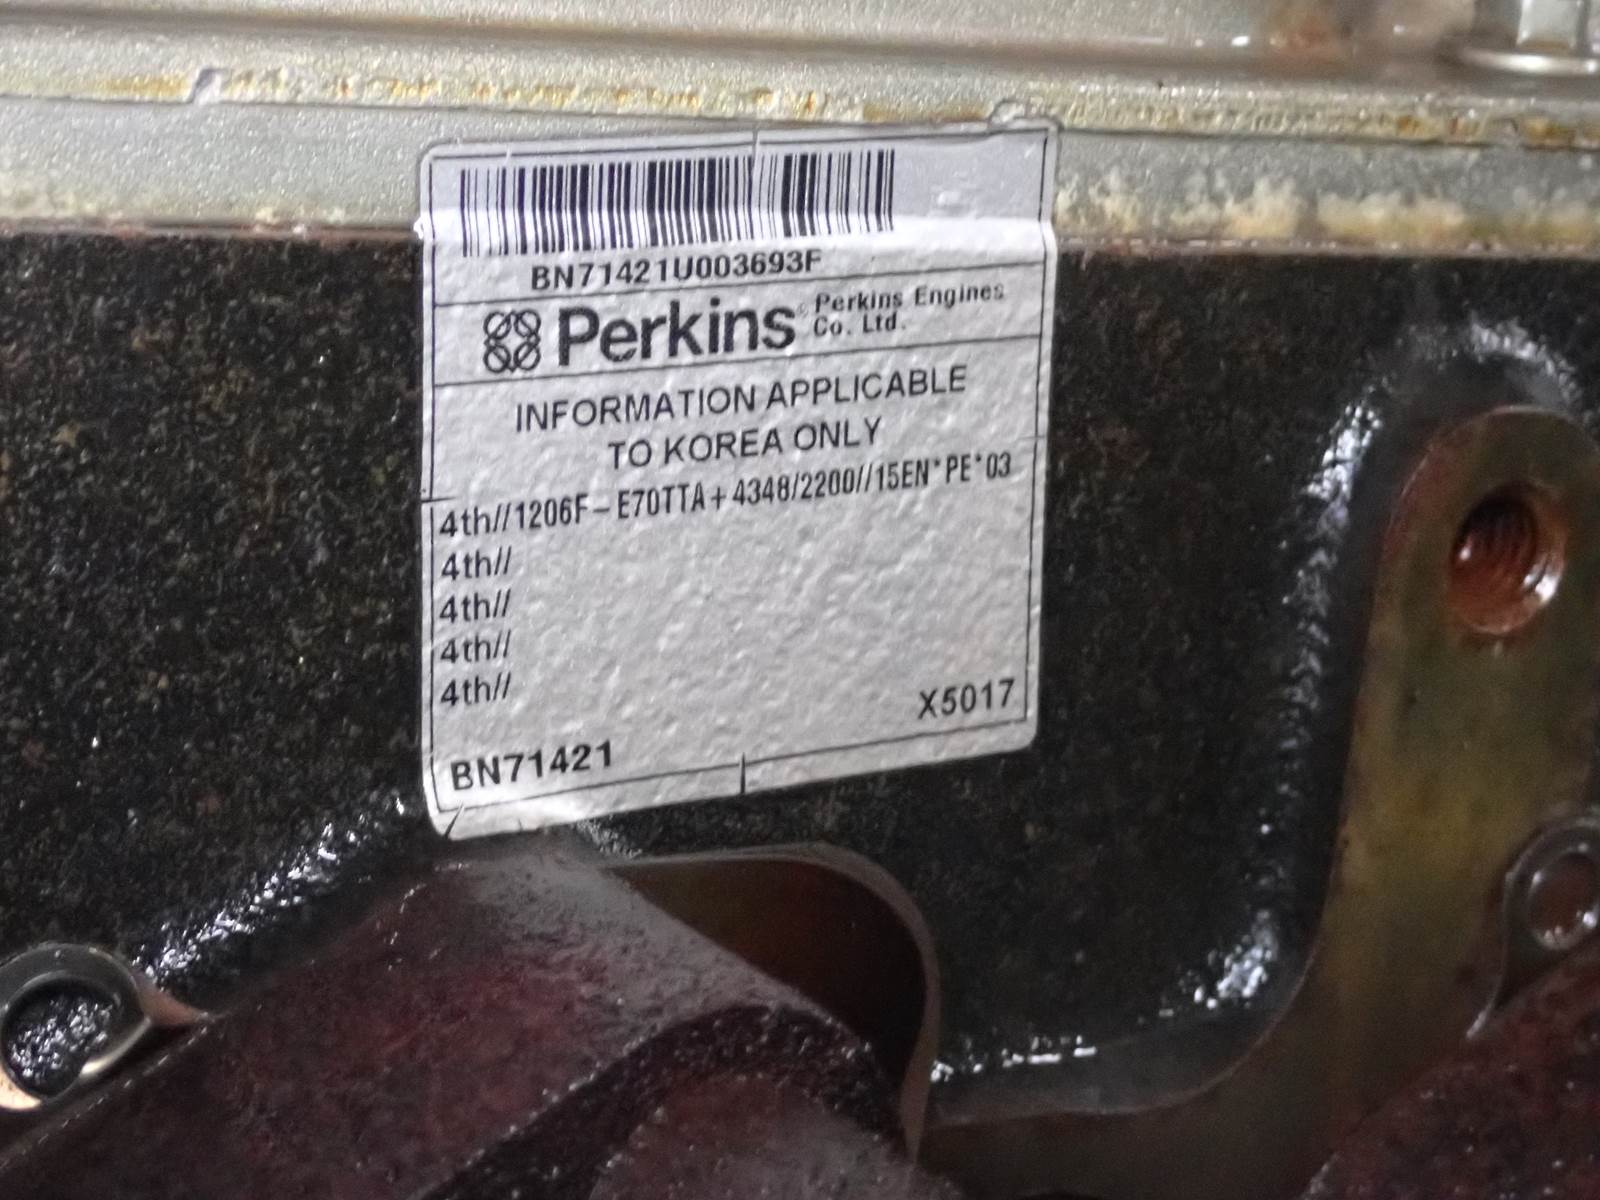 BN71421U003693F
Perkins® Perkins Engines
Co. Ltd.
INFORMATION APPLICABLE
TO KOREA ONLY
4th//1206F-E70TTA+4348/2200//15EN*PE*03
4th//
4th//
4th//
4th//
X5017
BN71421